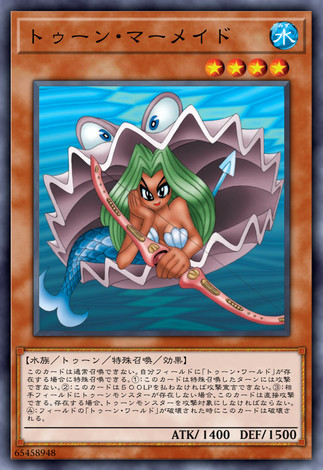 トゥーン・マーメイド
水
【水族／トゥーン／特殊召喚／効果】
このカードは通常召喚できない。自分フィールドに「トゥーン・ワールド」が存
在する場合に特殊召喚できる。①：このカードは特殊召喚したターンには攻撃
できない。②：このカードは５００LPを払わなければ攻撃宣言できない。③：相
手フィールドにトゥーンモンスターが存在しない場合、このカードは直接攻撃
できる。存在する場合、トゥーンモンスターを攻撃対象にしなければならない。
④：フィールドの「トゥーン・ワールド」が破壊された時にこのカードは破壊さ
れる。
ATK/ 1400 DEF/ 1500
65458948